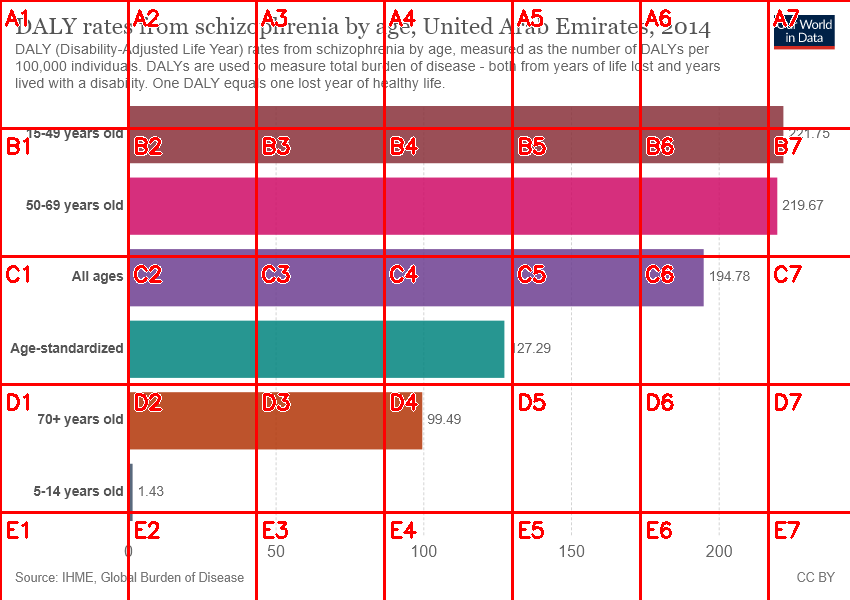 DALY rates from schizophrenia by age, United Arab Emirates, 2014
Our World
in Data
DALY (Disability-Adjusted Life Year) rates from schizophrenia by age, measured as the number of DALYs per
100,000 individuals. DALYs are used to measure total burden of disease - both from years of life lost and years
lived with a disability. One DALY equals one lost year of healthy life.
15-49 years old 221.75
50-69 years old 219.67
All ages 194.78
Age-standardized 127.29
70+ years old 99.49
5-14 years old 1.43
0 50 100 150 200
Source: IHME, Global Burden of Disease CC BY
A1 A2 A3 A4 A5 A6 A7
B1 B2 B3 B4 B5 B6 B7
C1 C2 C3 C4 C5 C6 C7
D1 D2 D3 D4 D5 D6 D7
E1 E2 E3 E4 E5 E6 E7